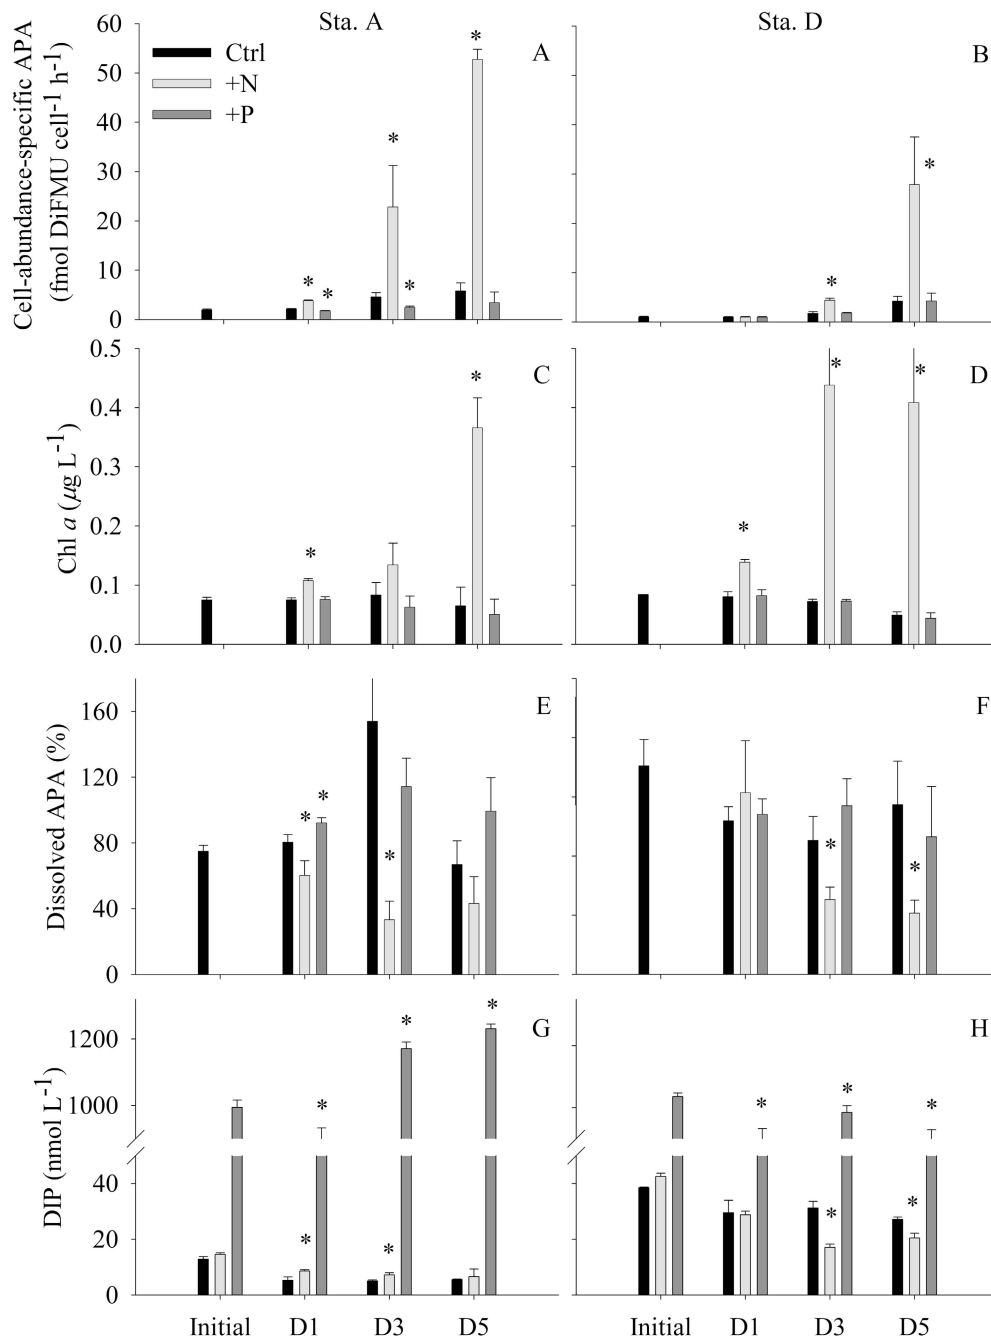 Sta. A
Sta. D
Cell-abundance-specific APA
(fmol DiFMU cell-1 h-1)
60
50
40
30
20
10
0
Ctrl
+N
+P
*
*
*
*
*
A
*
*
B
Chl a (µg L-1)
0.5
0.4
0.3
0.2
0.1
0.0
*
*
C
*
*
*
D
Dissolved APA (%)
160
120
80
40
0
*
*
*
E
*
*
F
DIP (nmol L-1)
1200
1000
40
20
0
*
*
*
*
*
G
*
*
*
*
*
H
Initial D1 D3 D5
Initial D1 D3 D5